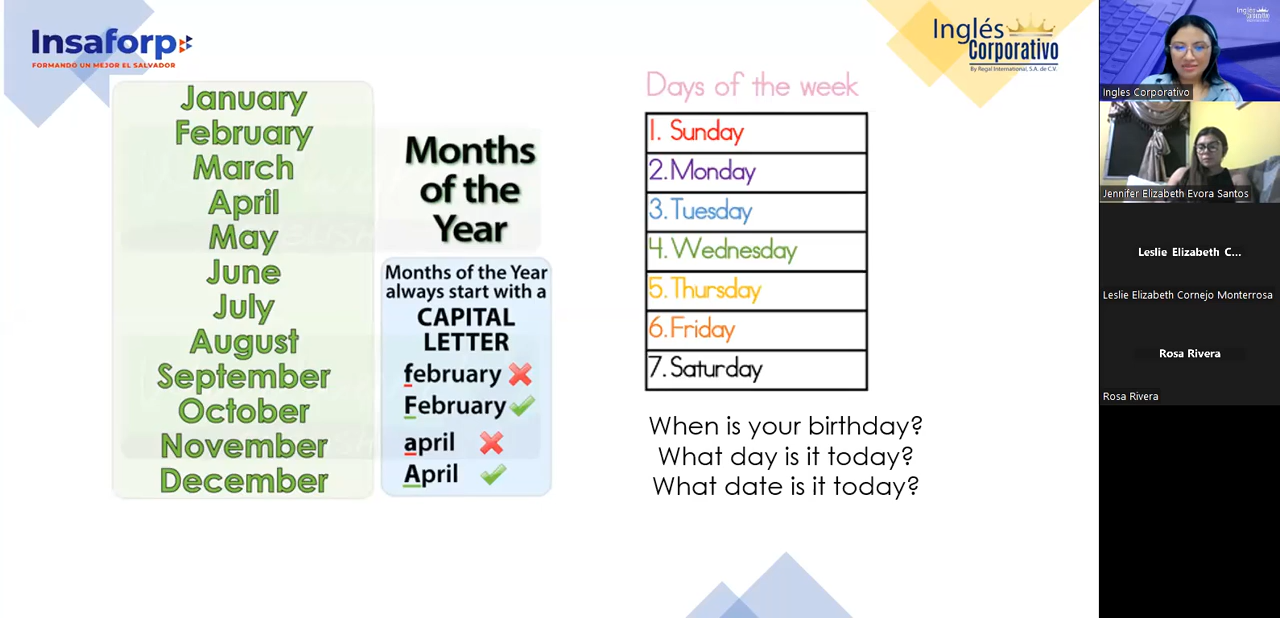 Insaforp
FORMANDO UN MEJOR EL SALVADOR
January
February
March
April
May
June
July
August
September
October
November
December
Months
of the
Year
Months of the Year
always start with a
CAPITAL
LETTER
february
February
april
April
Inglés
Corporativo
By Regal International, S.A. de C.V.
Days of the week
1. Sunday
2. Monday
3. Tuesday
4. Wednesday
5. Thursday
6. Friday
7. Saturday
When is your birthday?
What day is it today?
What date is it today?
Ingles Corporativo
Jennifer Elizabeth Evora Santos
Leslie Elizabeth C...
Leslie Elizabeth Cornejo Monterrosa
Rosa Rivera
Rosa Rivera